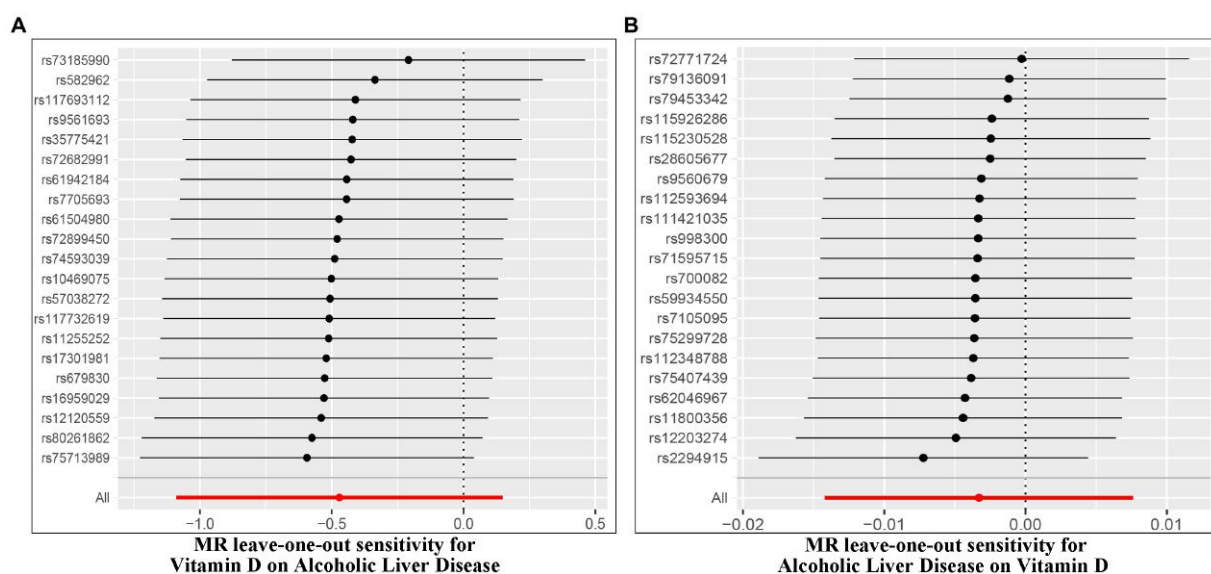 A
rs73185990
rs582962
rs117693112
rs9561693
rs35775421
rs72682991
rs61942184
rs7705693
rs61504980
rs72899450
rs74593039
rs10469075
rs57038272
rs117732619
rs11255252
rs17301981
rs679830
rs16959029
rs12120559
rs80261862
rs75713989
All
−1.0 −0.5 0.0 0.5
MR leave-one-out sensitivity for
Vitamin D on Alcoholic Liver Disease
B
rs72771724
rs79136091
rs79453342
rs115926286
rs115230528
rs28605677
rs9560679
rs112593694
rs111421035
rs998300
rs71595715
rs700082
rs59934550
rs7105095
rs75299728
rs112348788
rs75407439
rs62046967
rs11800356
rs12203274
rs2294915
All
−0.02 −0.01 0.00 0.01
MR leave-one-out sensitivity for
Alcoholic Liver Disease on Vitamin D